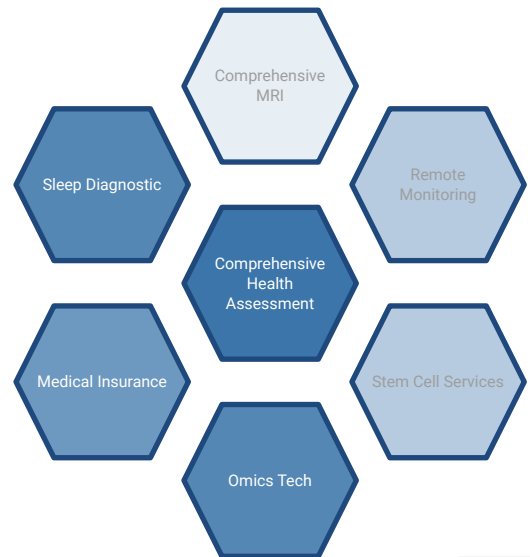 Comprehensive
MRI
Sleep Diagnostic
Remote
Monitoring
Comprehensive
Health
Assessment
Medical Insurance
Stem Cell Services
Omics Tech